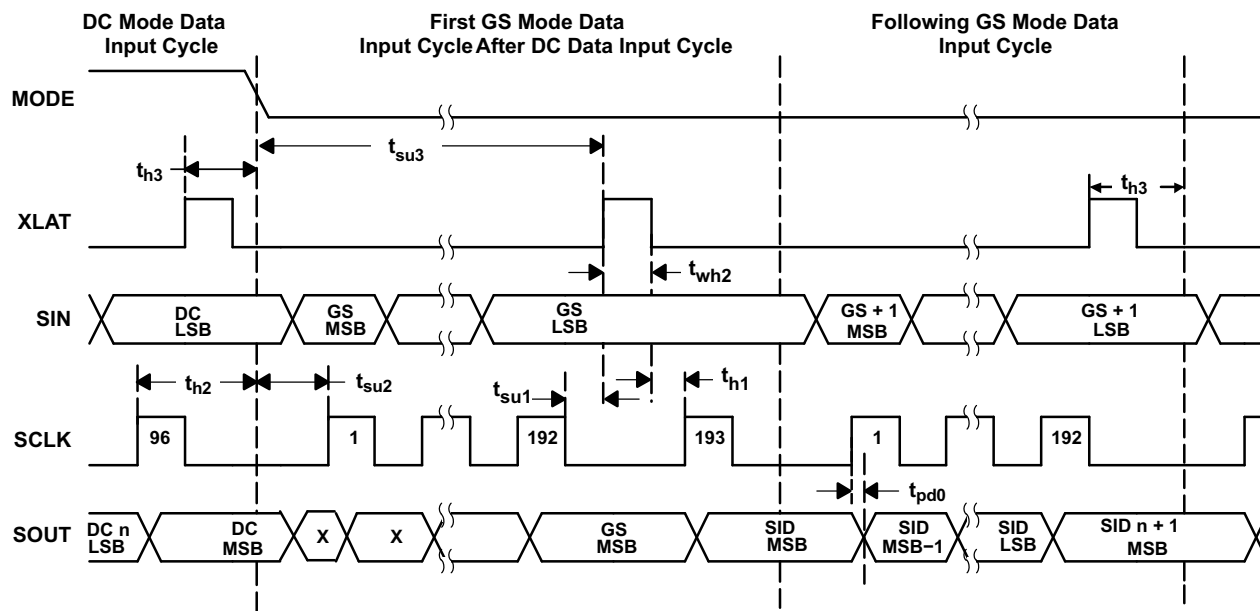 DC Mode Data
Input Cycle
First GS Mode Data
Input Cycle After DC Data Input Cycle
Following GS Mode Data
Input Cycle
MODE
th3
tsu3
XLAT
th3
twh2
SIN
DC
LSB
GS
MSB
GS
LSB
GS + 1
MSB
GS + 1
LSB
th2
tsu2
tsu1
th1
SCLK
96
1
192
193
1
192
tpd0
SOUT
DC n
LSB
DC
MSB
X
X
GS
MSB
SID
MSB
SID
MSB−1
SID
LSB
SID n + 1
MSB